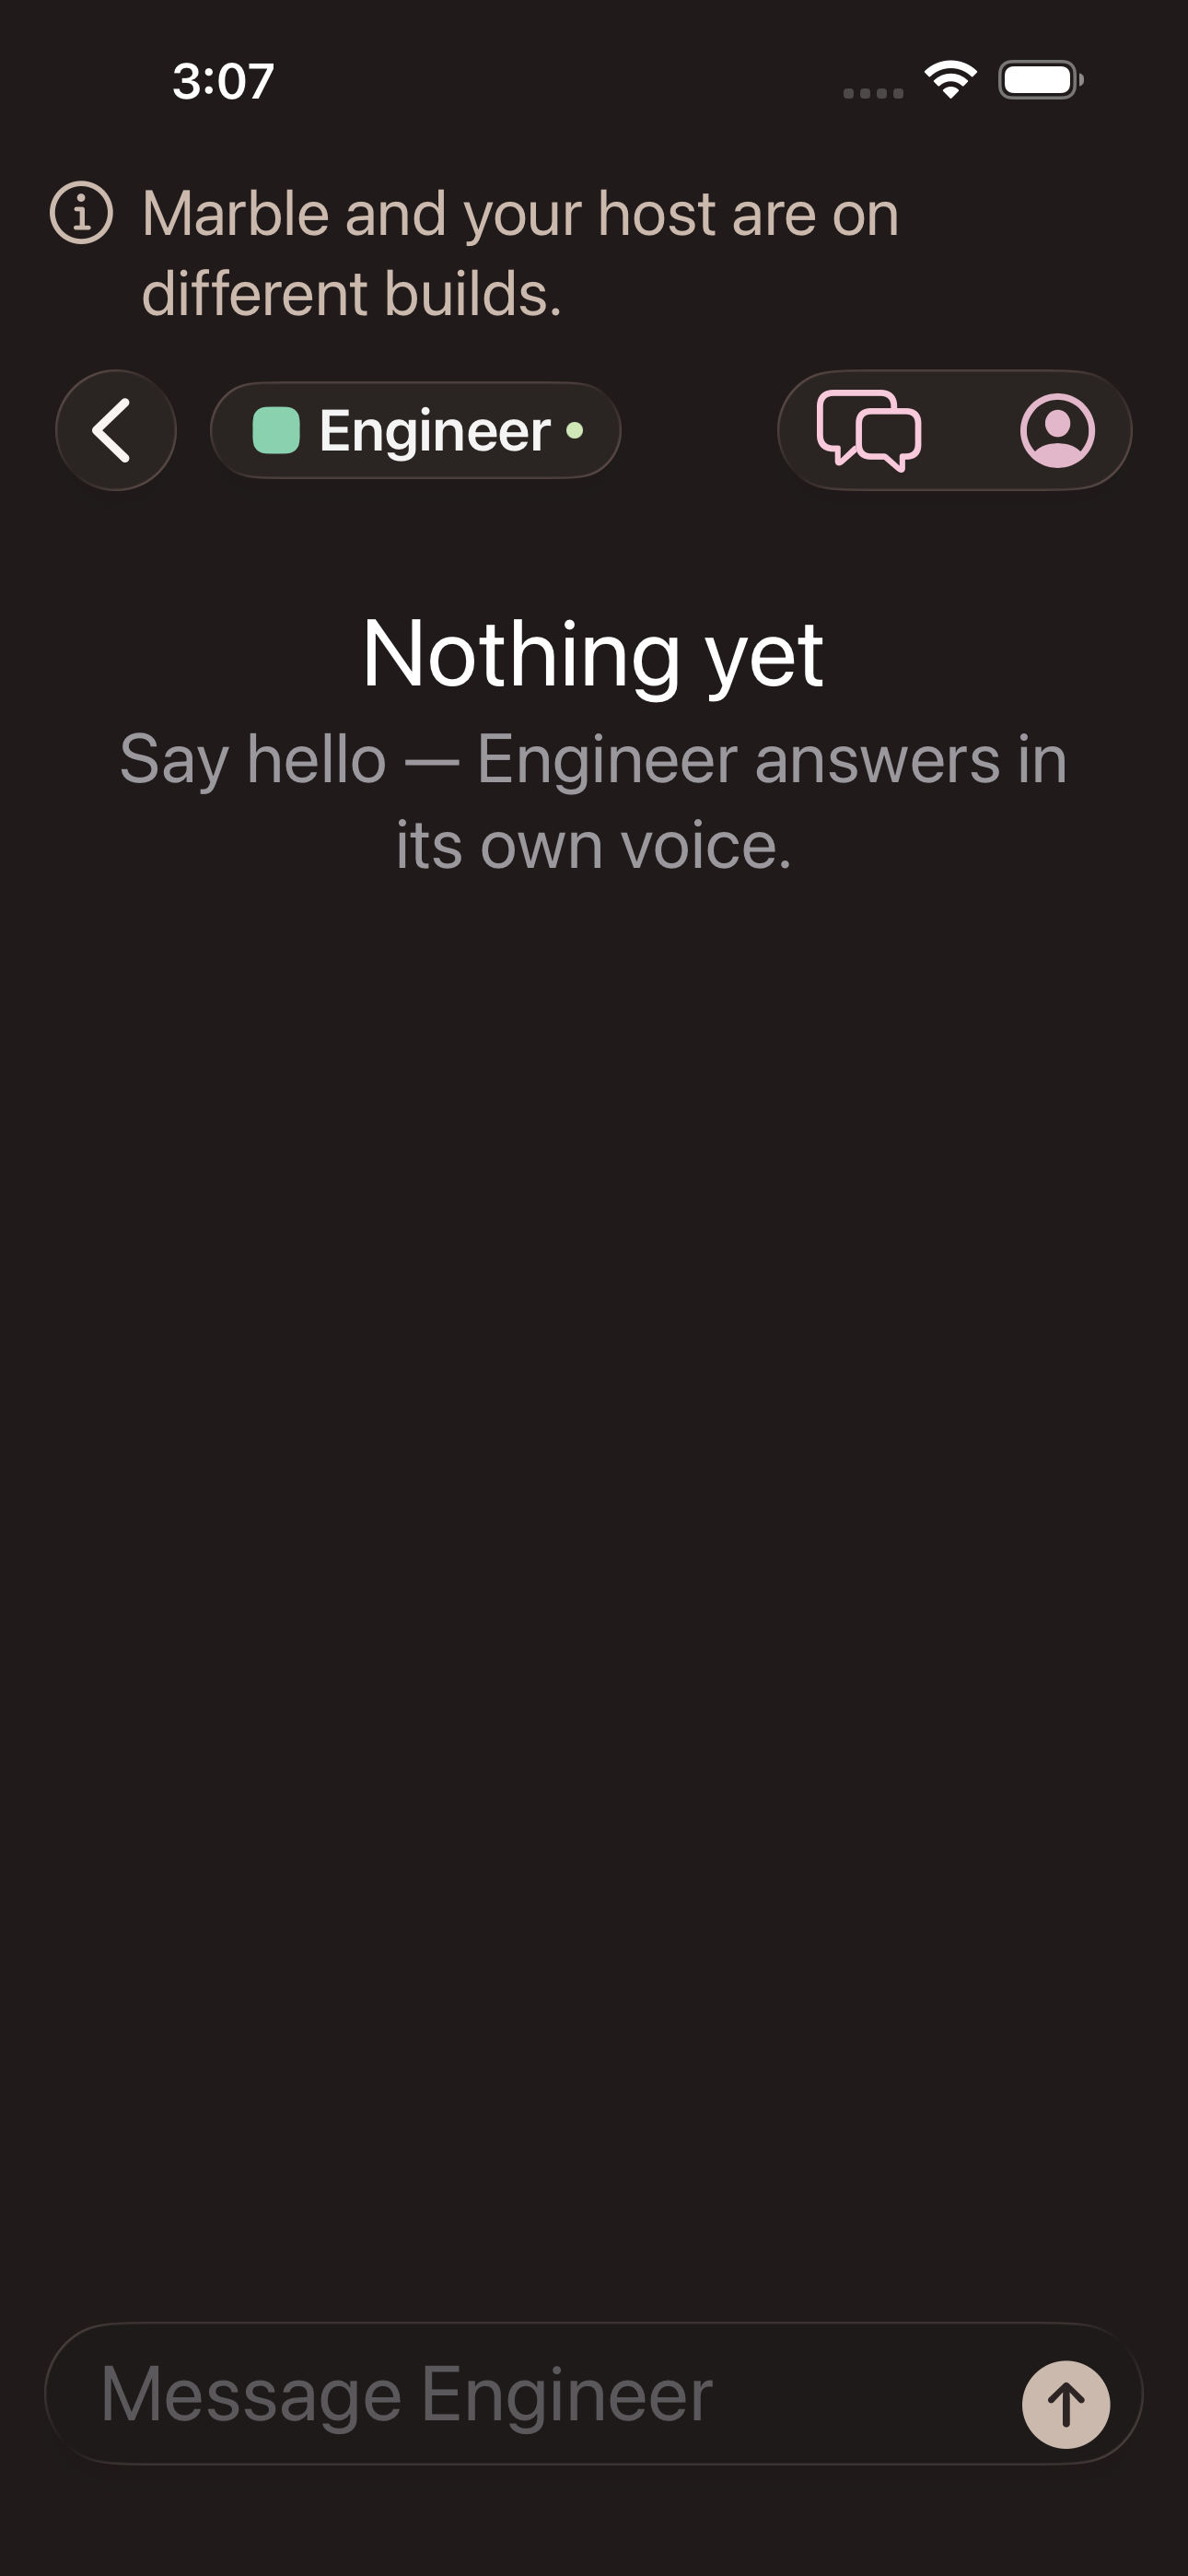 3:07
Marble and your host are on
different builds.
Engineer
Nothing yet
Say hello — Engineer answers in
its own voice.
Message Engineer